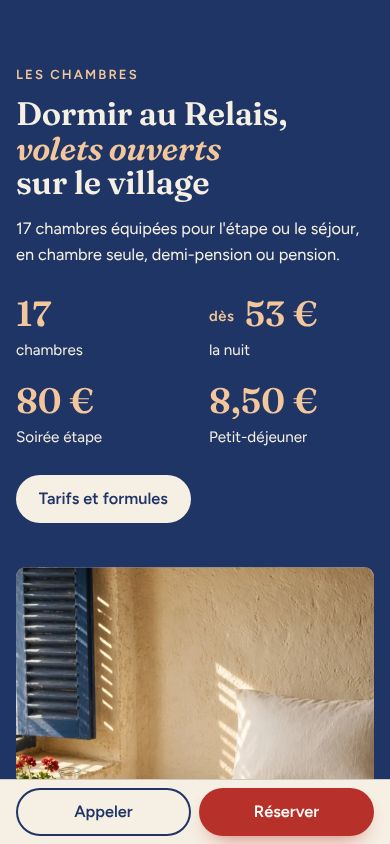 LES CHAMBRES
Dormir au Relais,
volets ouverts
sur le village
17 chambres équipées pour l'étape ou le séjour,
en chambre seule, demi-pension ou pension.
17
chambres
dès 53 €
la nuit
80 €
Soirée étape
8,50 €
Petit-déjeuner
Tarifs et formules
Appeler
Réserver